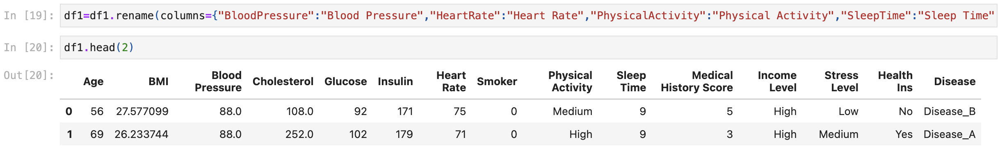 In [19]: df1=df1.rename(columns={"BloodPressure":"Blood Pressure","HeartRate":"Heart Rate","PhysicalActivity":"Physical Activity","SleepTime":"Sleep Time"
In [20]: df1.head(2)
Out[20]:
Age BMI Blood Pressure Cholesterol Glucose Insulin Heart Rate Smoker Physical Activity Sleep Time Medical History Score Income Level Stress Level Health Ins Disease
0 56 27.577099 88.0 108.0 92 171 75 0 Medium 9 5 High Low No Disease_B
1 69 26.233744 88.0 252.0 102 179 71 0 High 9 3 High Medium Yes Disease_A